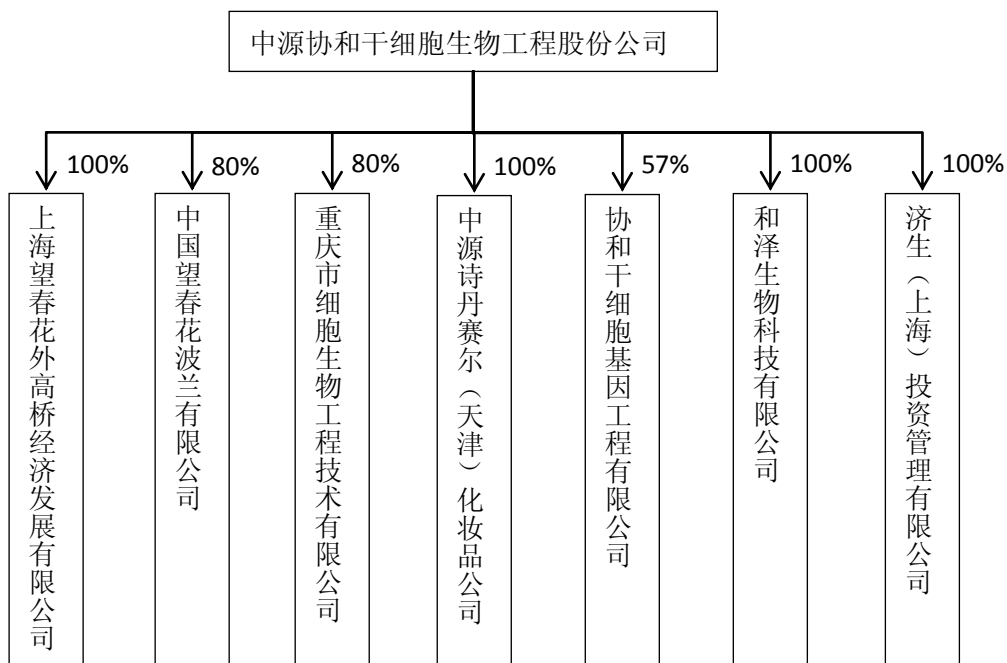 中源协和干细胞生物工程股份公司
100%
80%
80%
100%
57%
100%
100%
上海望春花外高桥经济发展有限公司
中国望春花波兰有限公司
重庆市细胞生物工程技术有限公司
中源诗丹赛尔（天津）化妆品公司
协和干细胞基因工程有限公司
和泽生物科技有限公司
济生（上海）投资管理有限公司